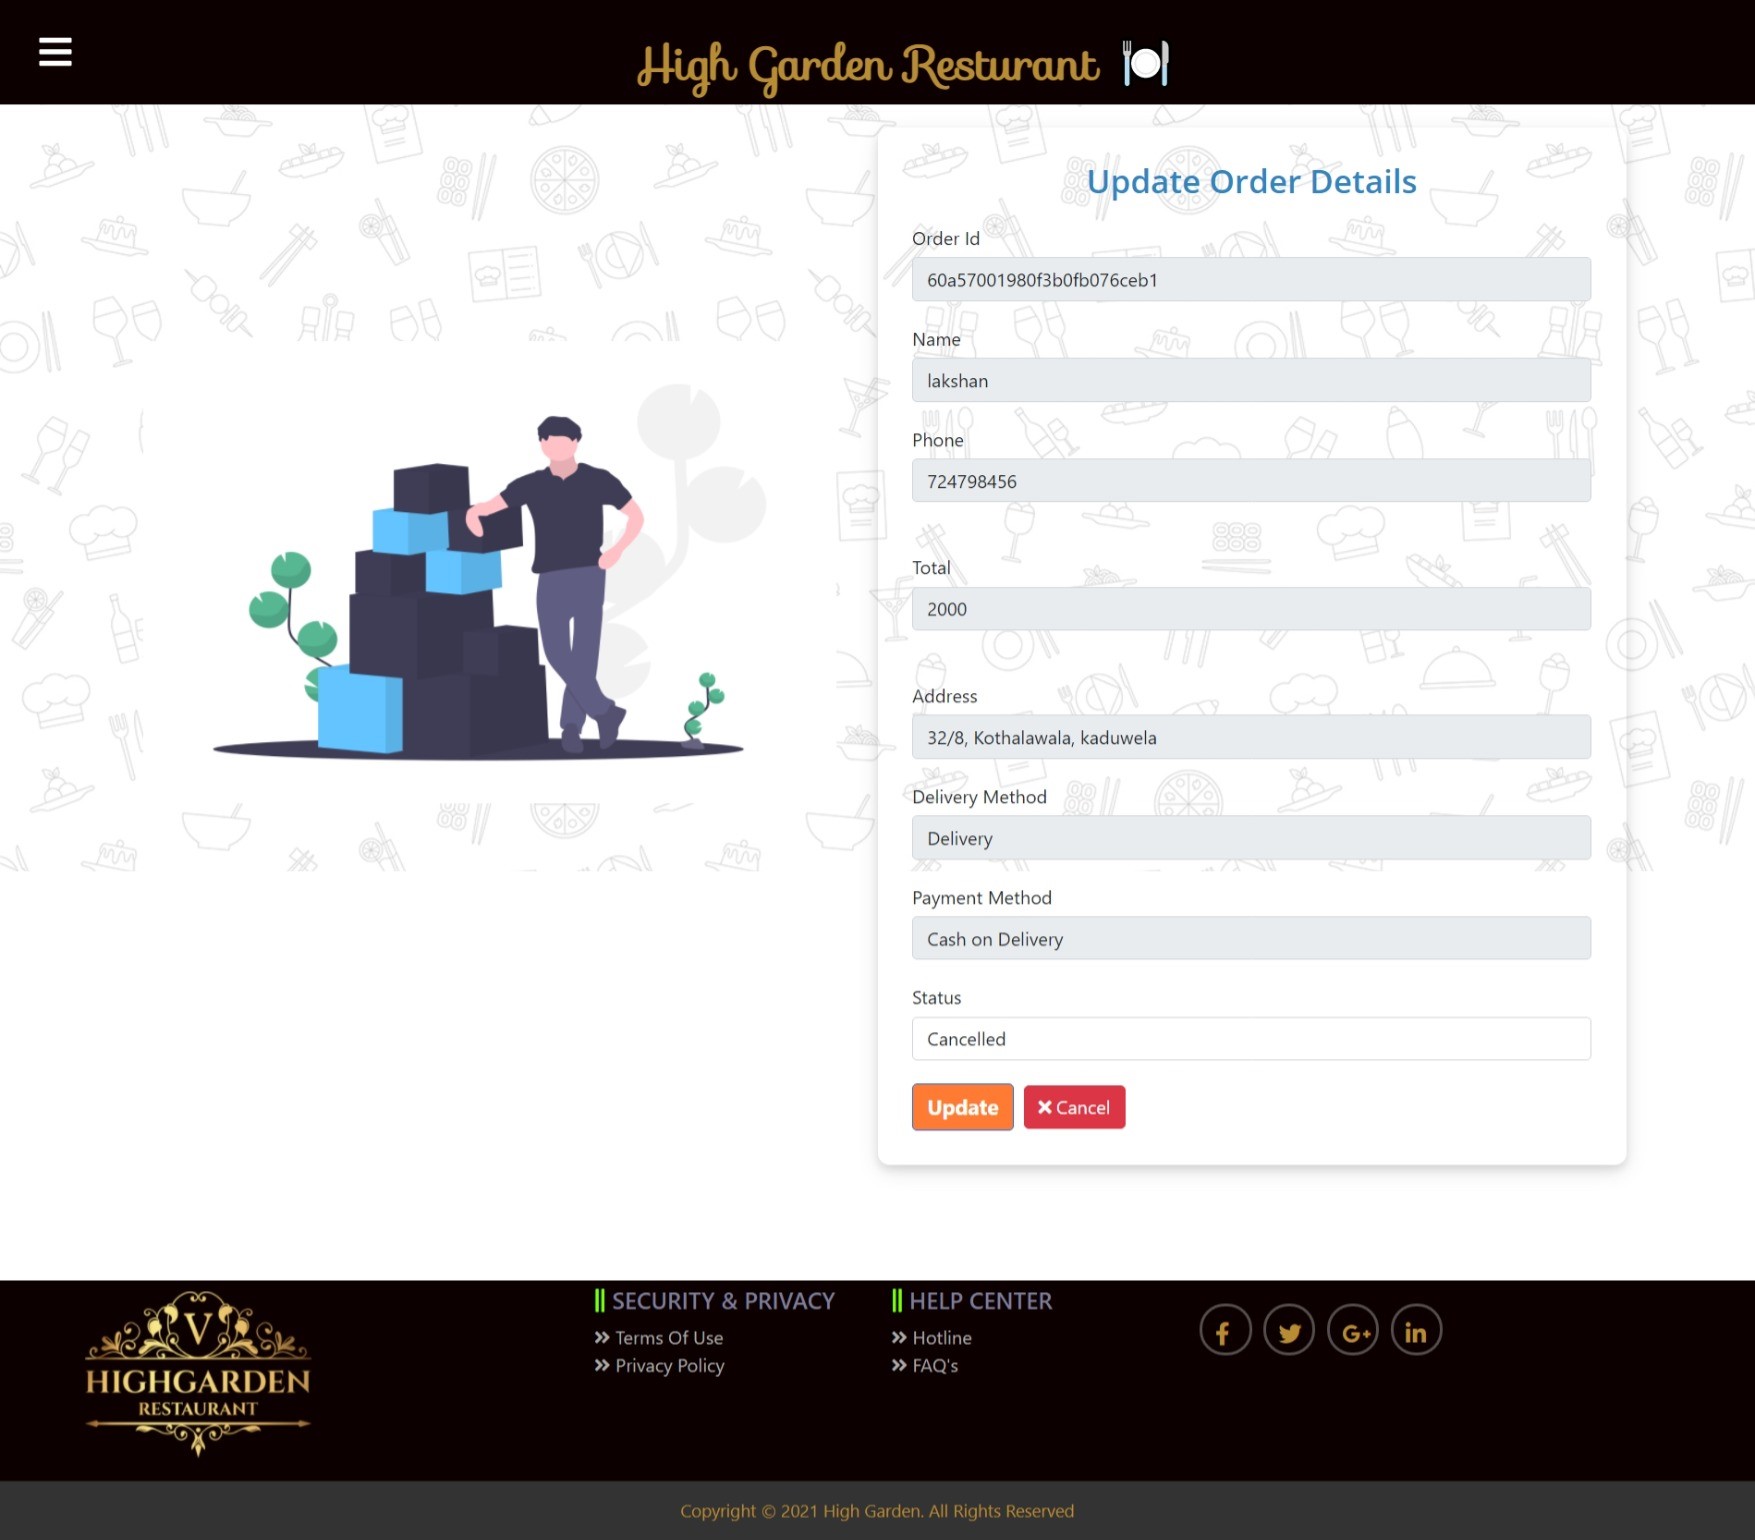 High Garden Resturant
Update Order Details
Order Id
60a57001980f3b0fb076ceb1
Name
lakshan
Phone
724798456
Total
2000
Address
32/8, Kothalawala, kaduwela
Delivery Method
Delivery
Payment Method
Cash on Delivery
Status
Cancelled
Update
Cancel
V
HIGHGARDEN
RESTAURANT
SECURITY & PRIVACY
Terms Of Use
Privacy Policy
HELP CENTER
Hotline
FAQ's
f
G+
in
Copyright © 2021 High Garden. All Rights Reserved